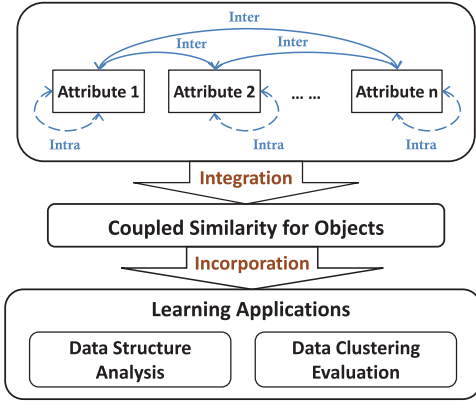 Inter
Inter
Inter
Attribute 1
Attribute 2
... ...
Attribute n
Intra
Intra
Intra
Integration
Coupled Similarity for Objects
Incorporation
Learning Applications
Data Structure
Analysis
Data Clustering
Evaluation